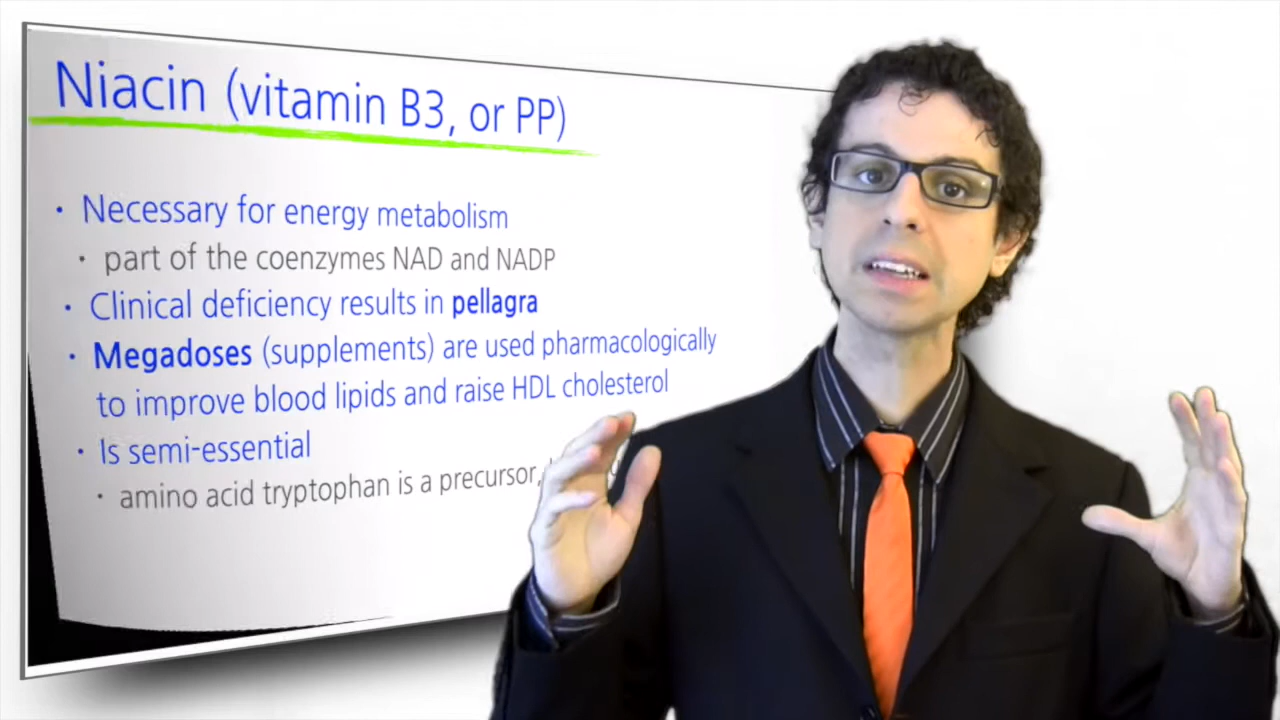 Niacin (vitamin B3, or PP)
• Necessary for energy metabolism
• part of the coenzymes NAD and NADP
• Clinical deficiency results in pellagra
• Megadoses (supplements) are used pharmacologically
to improve blood lipids and raise HDL cholesterol
• Is semi-essential
• amino acid tryptophan is a precursor,